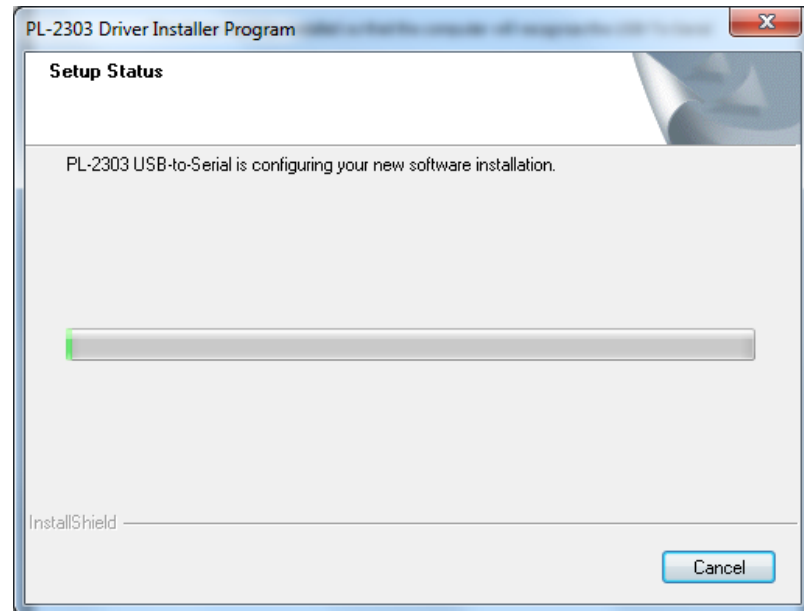 PL-2303 Driver Installer Program
Setup Status
PL-2303 USB-to-Serial is configuring your new software installation.
InstallShield
Cancel